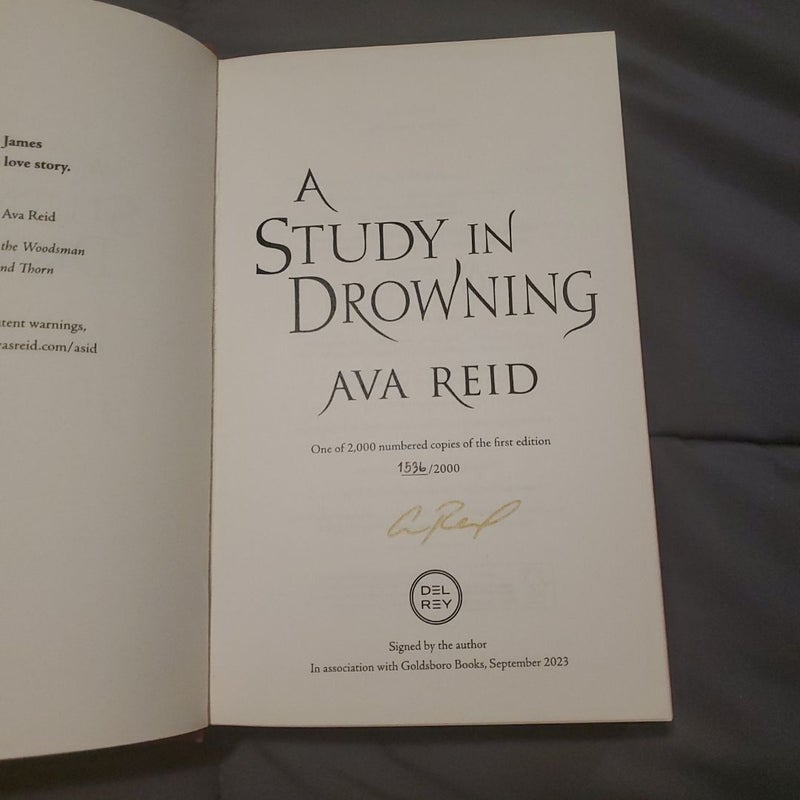 James
love story.
Ava Reid
the Woodsman
nd Thorn
tent warnings,
vasreid.com/asid
A
STUDY IN
DROWNING
AVA REID
One of 2,000 numbered copies of the first edition
1536/2000
A Reid
DEL
REY
Signed by the author
In association with Goldsboro Books, September 2023